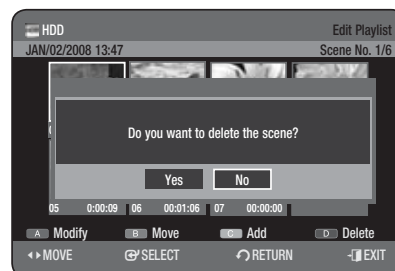 HDD Edit Playlist
JAN/02/2008 13:47 Scene No. 1/6
Do you want to delete the scene?
Yes No
05 0:00:09 06 00:01:06 07 00:00:00
A Modify B Move C Add D Delete
MOVE SELECT RETURN EXIT